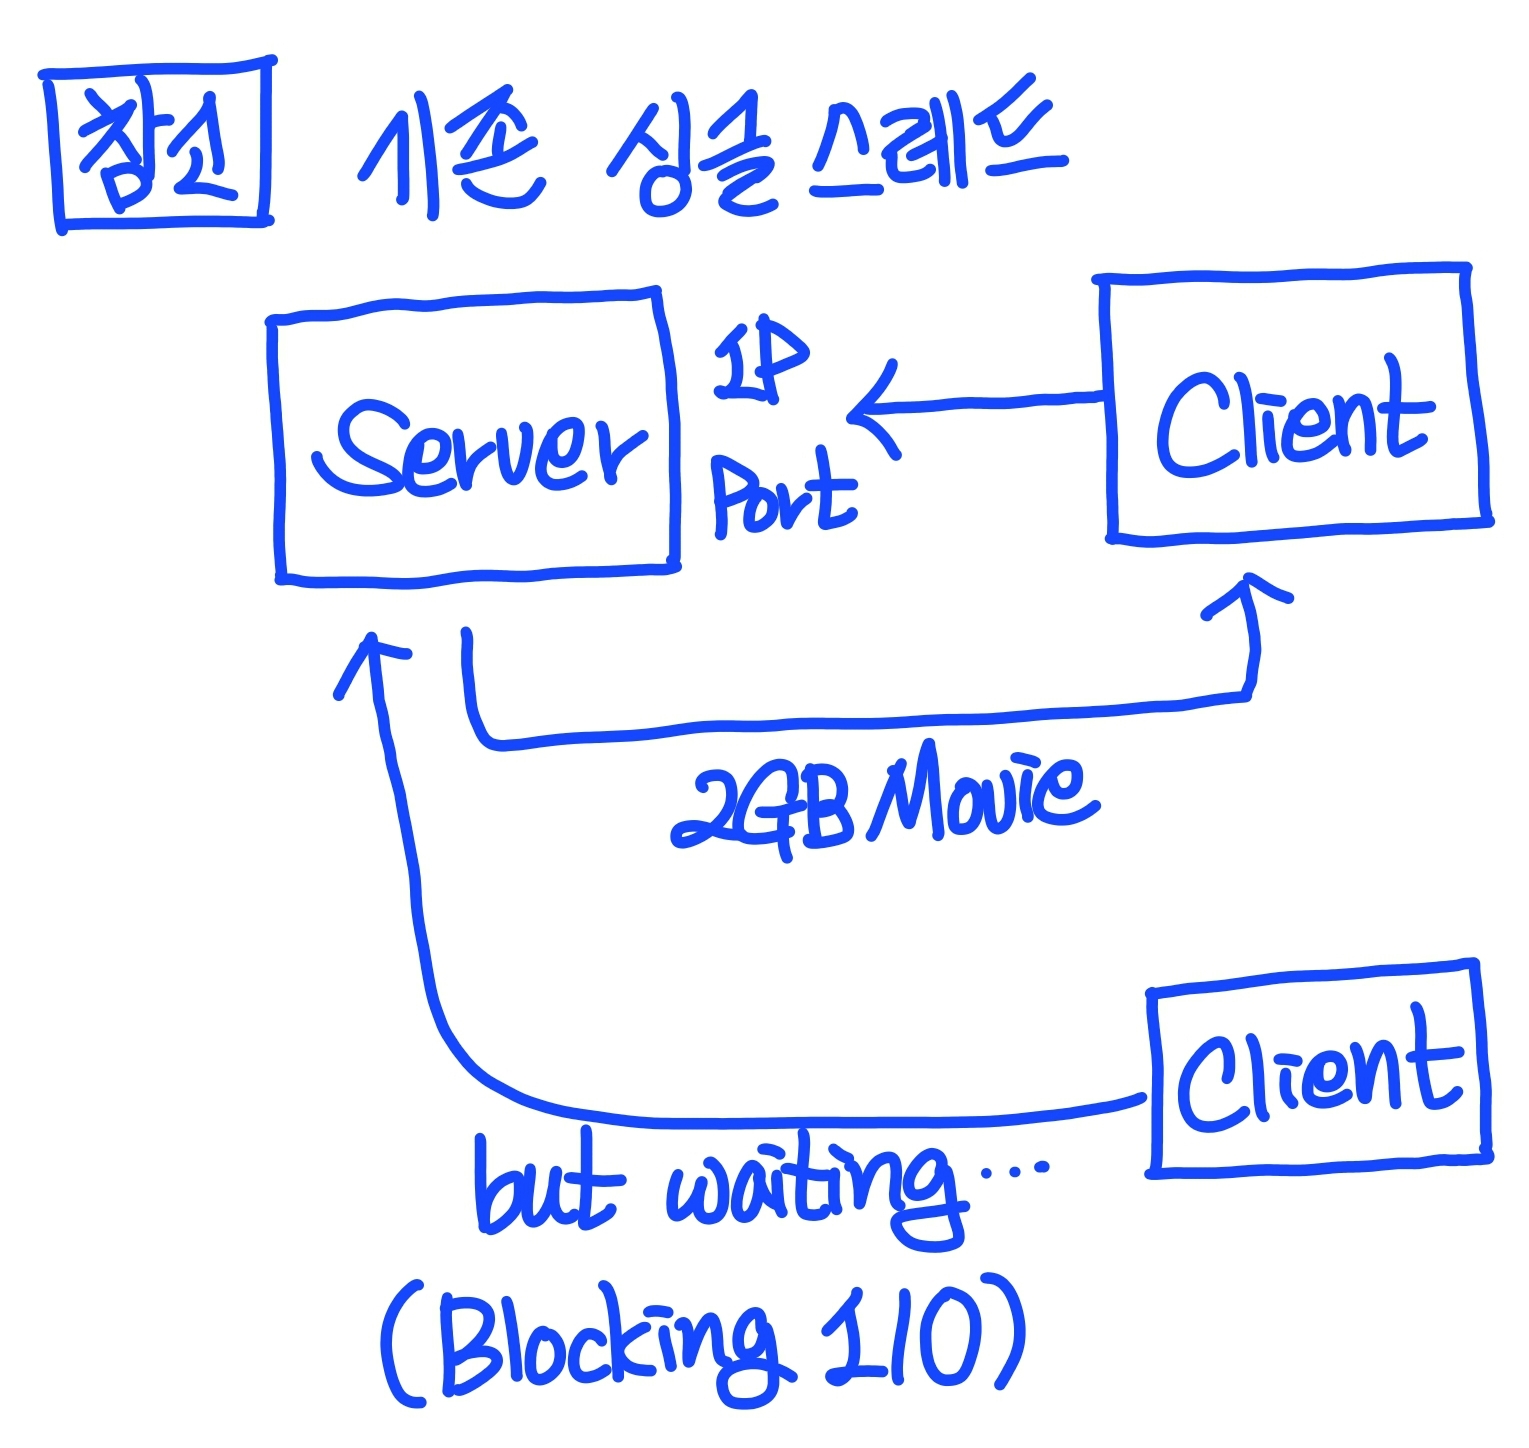 참고 기존 싱글 스레드
Server
IP
Port
Client
2GB Movie
Client
but waiting...
(Blocking I/O)